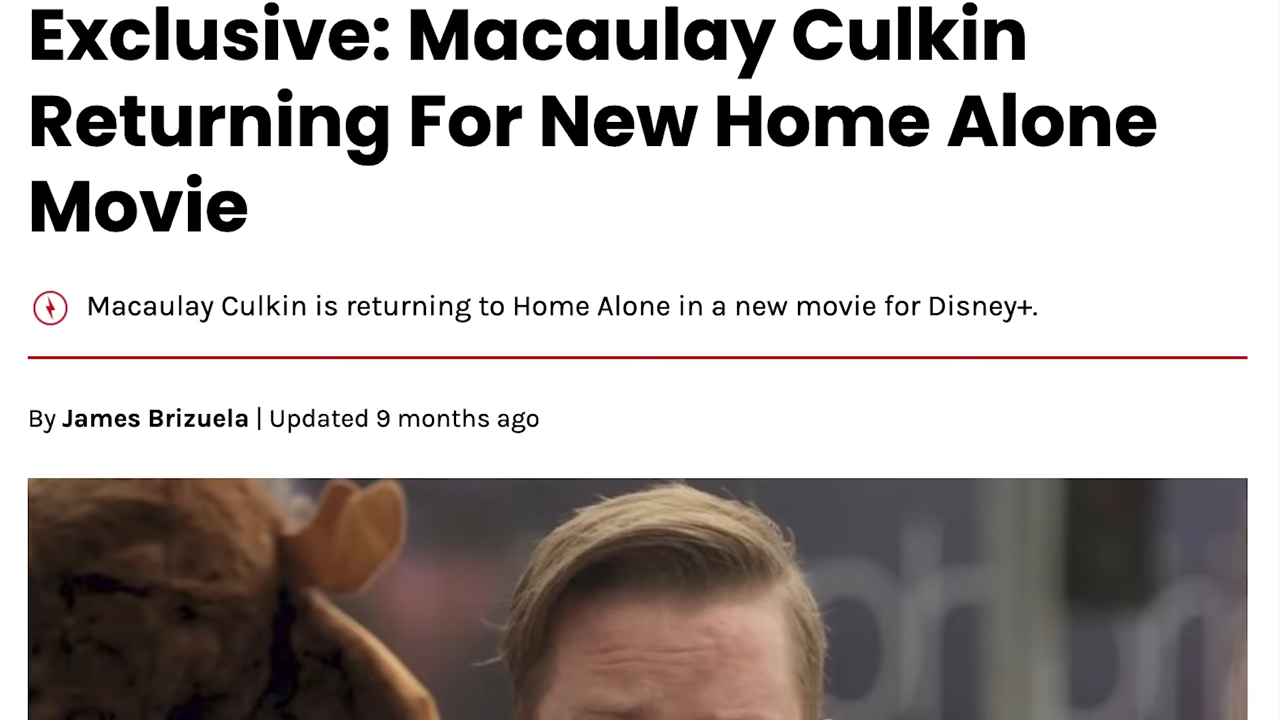 Exclusive: Macaulay Culkin
Returning For New Home Alone
Movie
Macaulay Culkin is returning to Home Alone in a new movie for Disney+.
By James Brizuela | Updated 9 months ago